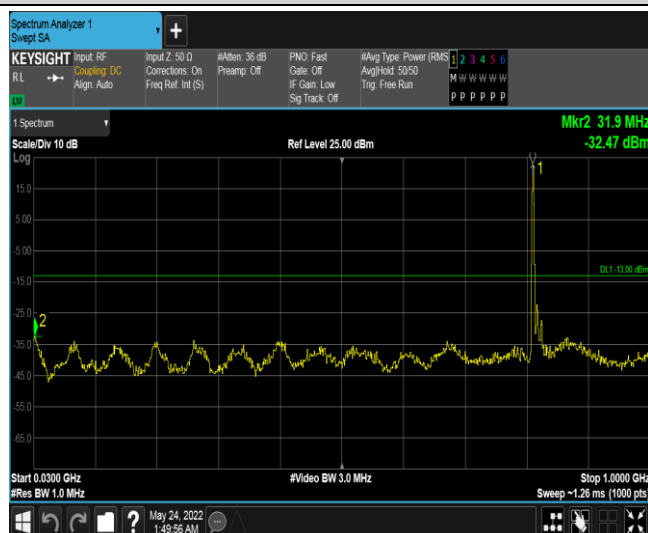 Spectrum Analyzer 1
Swept SA
+
KEYSIGHT
RL
Input: RF
Coupling: DC
Align: Auto
Input Z: 50 Ω
Corrections: On
Freq Ref: Int (S)
#Atten: 36 dB
Preamp: Off
PNO: Fast
Gate: Off
IF Gain: Low
Sig Track: Off
#Avg Type: Power (RMS
Avg|Hold: 50/50
Trig: Free Run
1 2 3 4 5 6
M W W W W W
P P P P P P
1 Spectrum
Scale/Div 10 dB
Ref Level 25.00 dBm
Mkr2 31.9 MHz
-32.47 dBm
Log
1
15.0
5.00
-5.00
DL1 -13.00 dBm
-15.0
-25.0
2
-35.0
-45.0
-55.0
-65.0
Start 0.0300 GHz
#Video BW 3.0 MHz
Stop 1.0000 GHz
#Res BW 1.0 MHz
Sweep ~1.26 ms (1000 pts)
?
May 24, 2022
1:49:56 AM